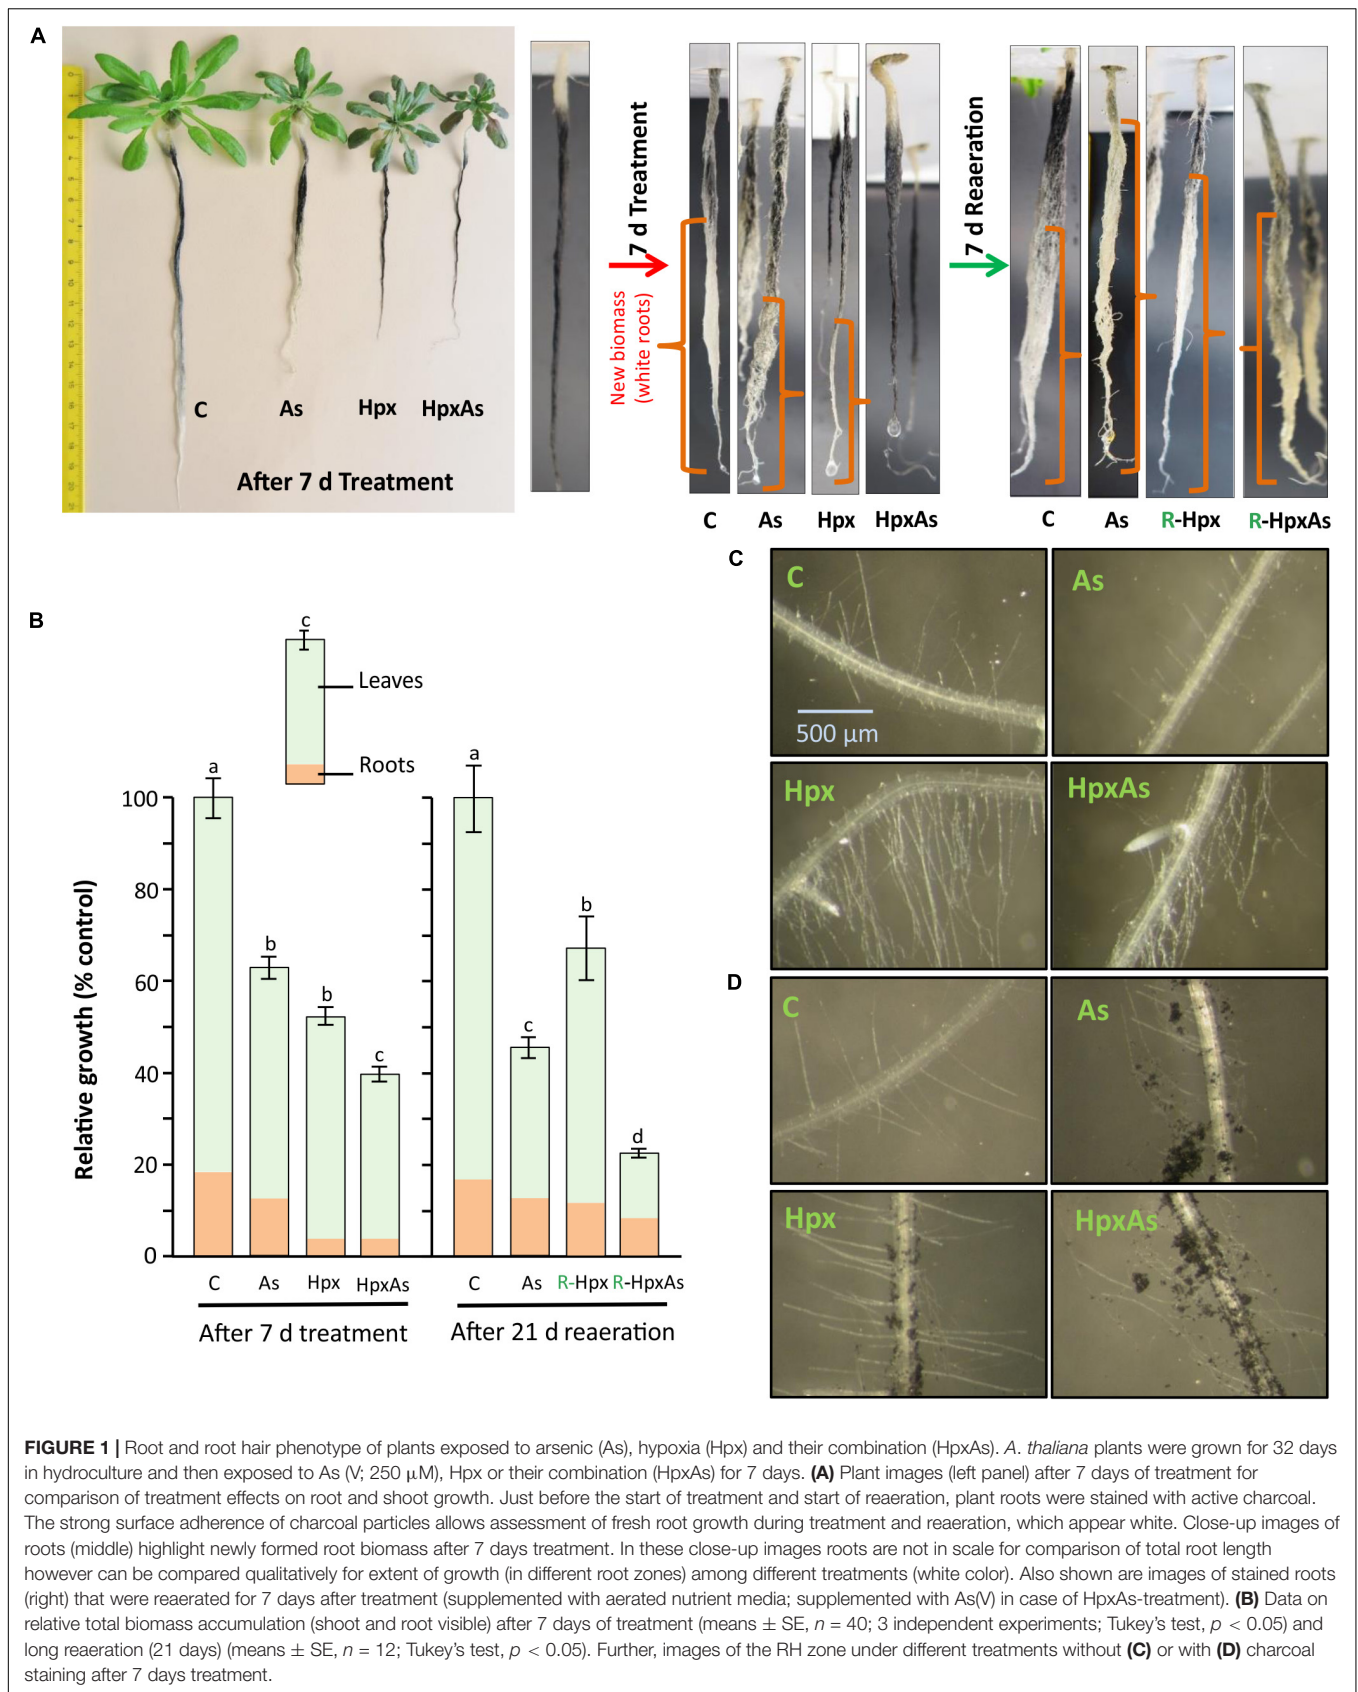 A
After 7 d Treatment
C
As
Hpx
HpxAs
7 d Treatment
New biomass
(white roots)
C
As
Hpx
HpxAs
7 d Reaeration
C
As
R-Hpx
R-HpxAs
B
c
Leaves
Roots
Relative growth (% control)
100
80
60
40
20
0
a
b
b
c
a
c
b
d
C
As
Hpx
HpxAs
C
As
R-Hpx
R-HpxAs
After 7 d treatment
After 21 d reaeration
C
C
As
500 μm
Hpx
HpxAs
D
C
As
Hpx
HpxAs
FIGURE 1 | Root and root hair phenotype of plants exposed to arsenic (As), hypoxia (Hpx) and their combination (HpxAs). A. thaliana plants were grown for 32 days
in hydroculture and then exposed to As (V; 250 μM), Hpx or their combination (HpxAs) for 7 days. (A) Plant images (left panel) after 7 days of treatment for
comparison of treatment effects on root and shoot growth. Just before the start of treatment and start of reaeration, plant roots were stained with active charcoal.
The strong surface adherence of charcoal particles allows assessment of fresh root growth during treatment and reaeration, which appear white. Close-up images of
roots (middle) highlight newly formed root biomass after 7 days treatment. In these close-up images roots are not in scale for comparison of total root length
however can be compared qualitatively for extent of growth (in different root zones) among different treatments (white color). Also shown are images of stained roots
(right) that were reaerated for 7 days after treatment (supplemented with aerated nutrient media; supplemented with As(V) in case of HpxAs-treatment). (B) Data on
relative total biomass accumulation (shoot and root visible) after 7 days of treatment (means ± SE, n = 40; 3 independent experiments; Tukey's test, p < 0.05) and
long reaeration (21 days) (means ± SE, n = 12; Tukey's test, p < 0.05). Further, images of the RH zone under different treatments without (C) or with (D) charcoal
staining after 7 days treatment.